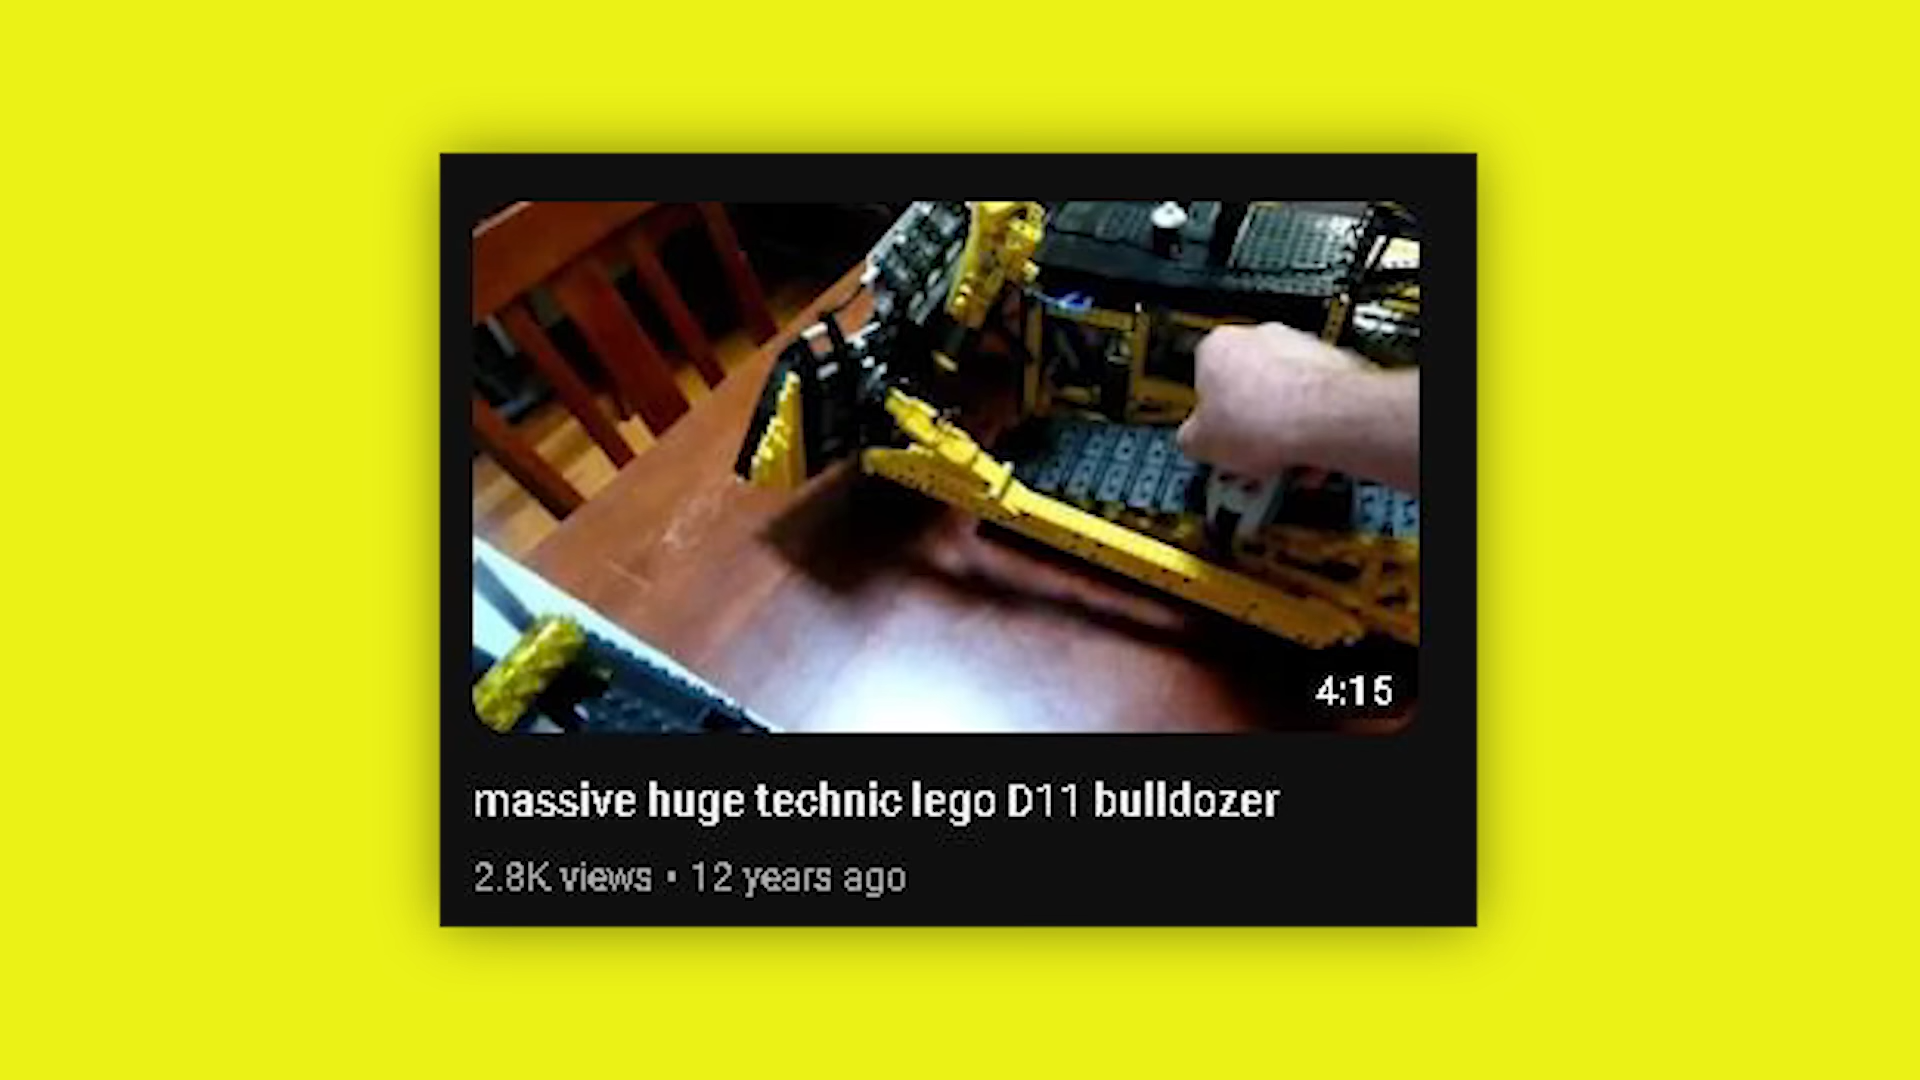 4:15
massive huge technic lego D11 bulldozer
2.8K views • 12 years ago